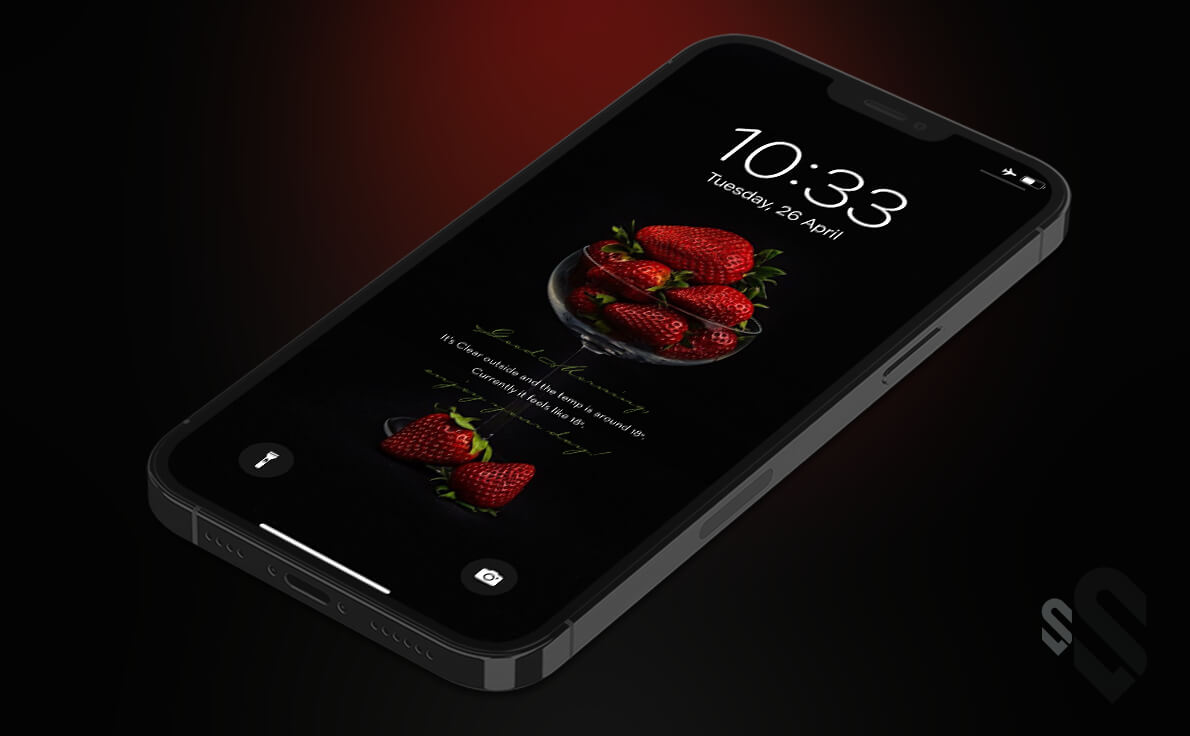 10:33
Tuesday, 26 April
Good Morning,
It's Clear outside and the temp is around 18°.
Currently it feels like 18°.
enjoy your day!